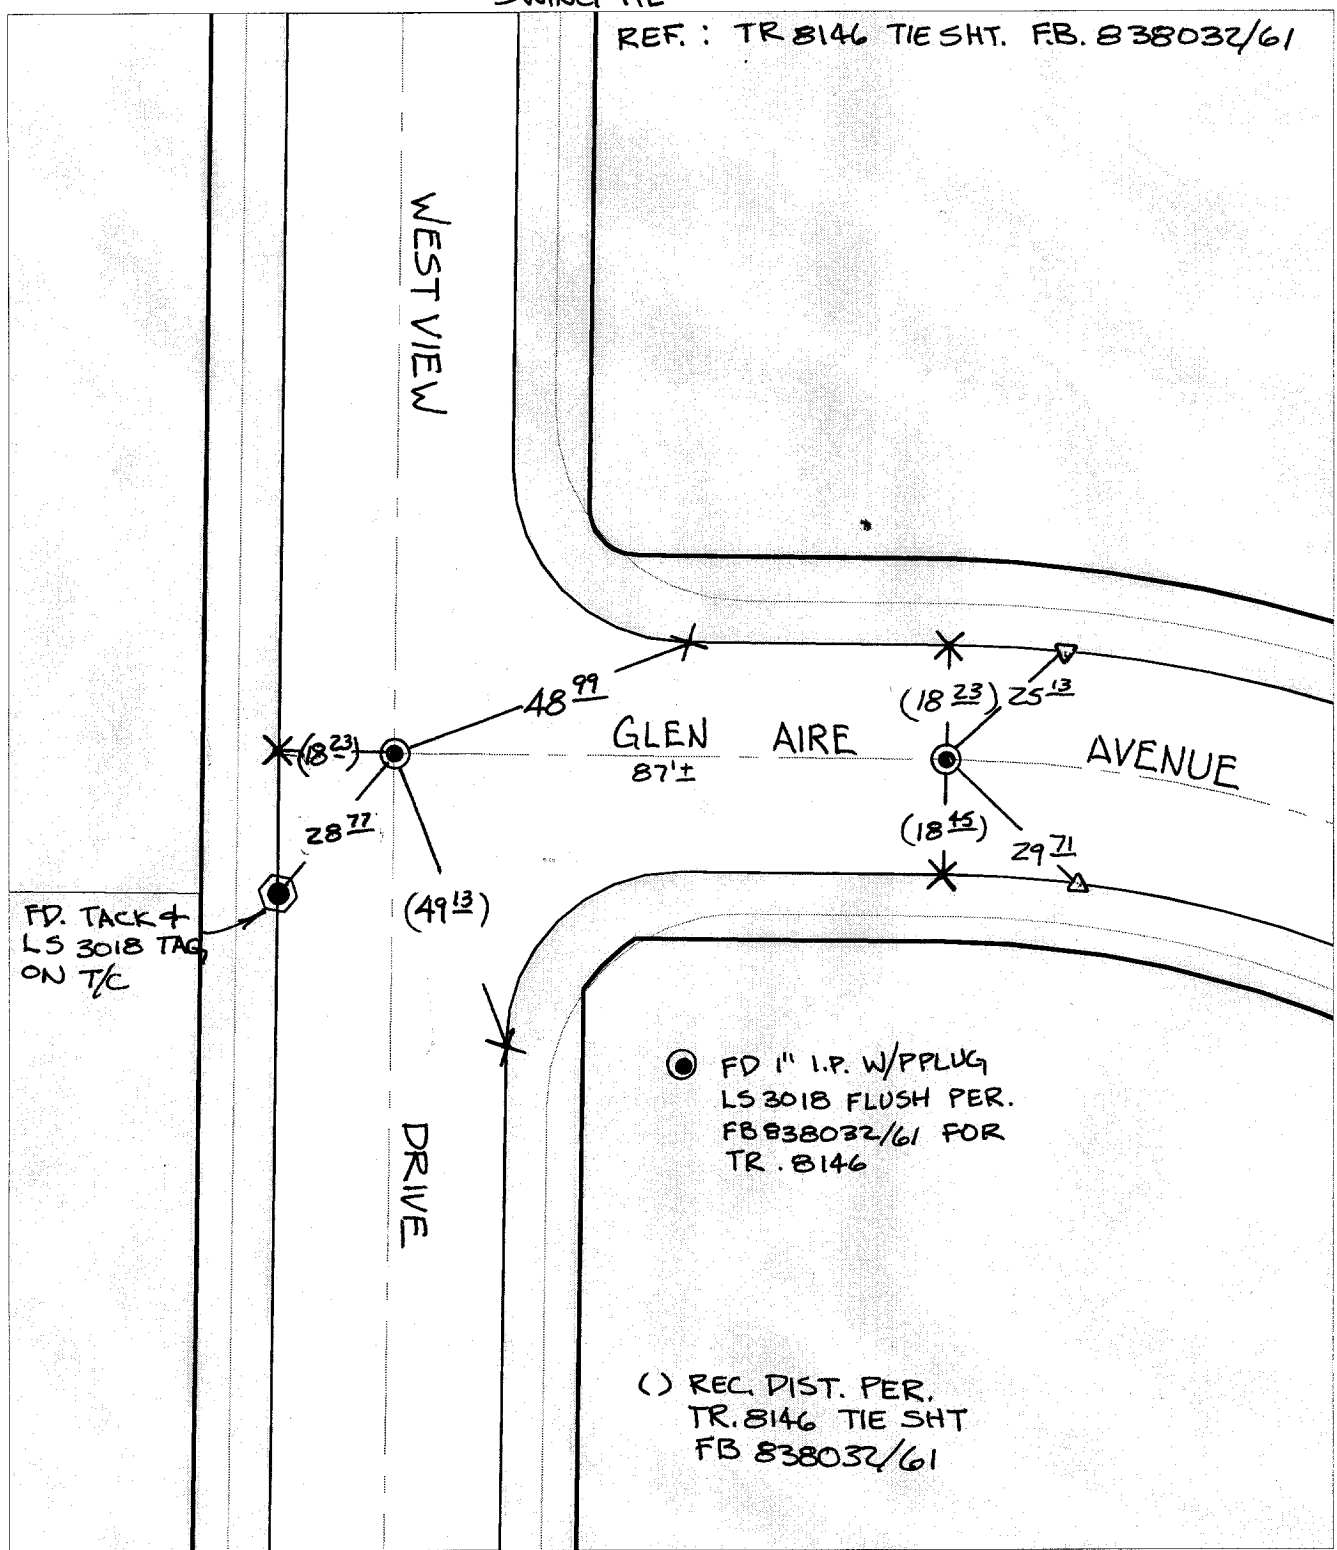 SWING TIE
REF.: TR 8146 TIE SHT. F.B. 838032/61
WEST VIEW
48 99
(18 23) 25 13
GLEN AIRE AVENUE
87'±
(18 23)
28 77
(18 45)
29 71
(49 13)
FD. TACK &
LS 3018 TAG
ON T/C
DRIVE
FD 1" I.P. W/PPLUG
LS 3018 FLUSH PER.
FB 838032/61 FOR
TR. 8146
() REC. DIST. PER.
TR. 8146 TIE SHT
FB 838032/61